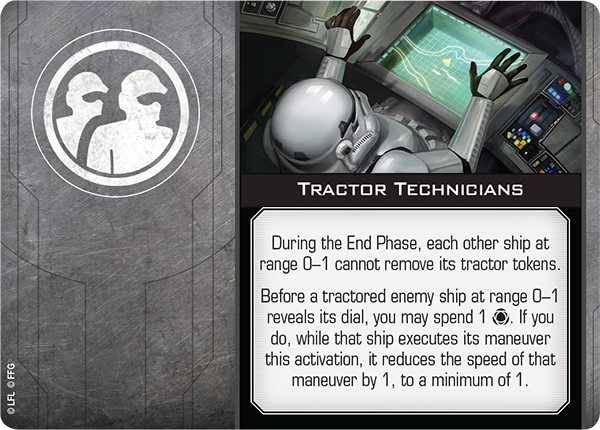 TRACTOR TECHNICIANS
During the End Phase, each other ship at
range 0–1 cannot remove its tractor tokens.
Before a tractored enemy ship at range 0–1
reveals its dial, you may spend 1 . If you
do, while that ship executes its maneuver
this activation, it reduces the speed of that
maneuver by 1, to a minimum of 1.
© LFL © FFG